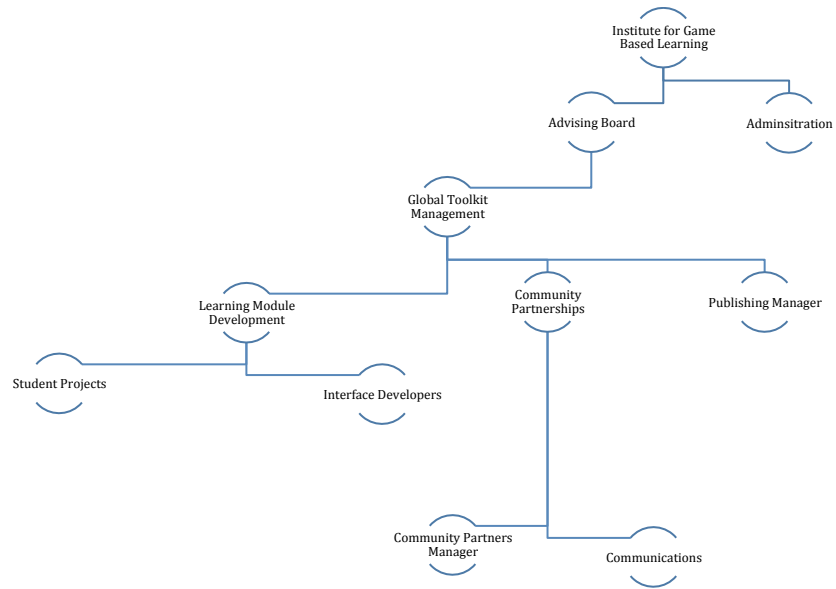 Institute for Game
Based Learning
Advising Board
Adminsitration
Global Toolkit
Management
Learning Module
Development
Community
Partnerships
Publishing Manager
Student Projects
Interface Developers
Community Partners
Manager
Communications